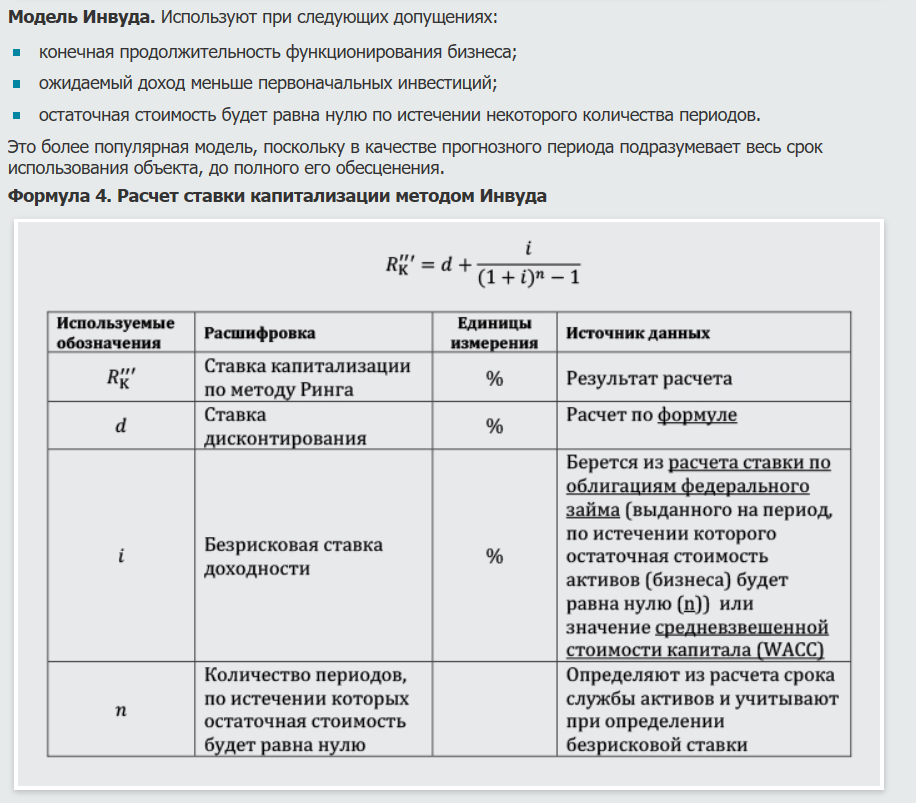 Модель Инвуда. Используют при следующих допущениях:
конечная продолжительность функционирования бизнеса;
ожидаемый доход меньше первоначальных инвестиций;
остаточная стоимость будет равна нулю по истечении некоторого количества периодов.
Это более популярная модель, поскольку в качестве прогнозного периода подразумевает весь срок
использования объекта, до полного его обесценения.
Формула 4. Расчет ставки капитализации методом Инвуда
R‴К = d + i / ((1 + i)ⁿ − 1)
Используемые
обозначения
Расшифровка
Единицы
измерения
Источник данных
R‴К
Ставка капитализации
по методу Ринга
%
Результат расчета
d
Ставка
дисконтирования
%
Расчет по формуле
i
Безрисковая ставка
доходности
%
Берется из расчета ставки по
облигациям федерального
займа (выданного на период,
по истечении которого
остаточная стоимость
активов (бизнеса) будет
равна нулю (n)) или
значение средневзвешенной
стоимости капитала (WACC)
n
Количество периодов,
по истечении которых
остаточная стоимость
будет равна нулю
Определяют из расчета срока
службы активов и учитывают
при определении
безрисковой ставки